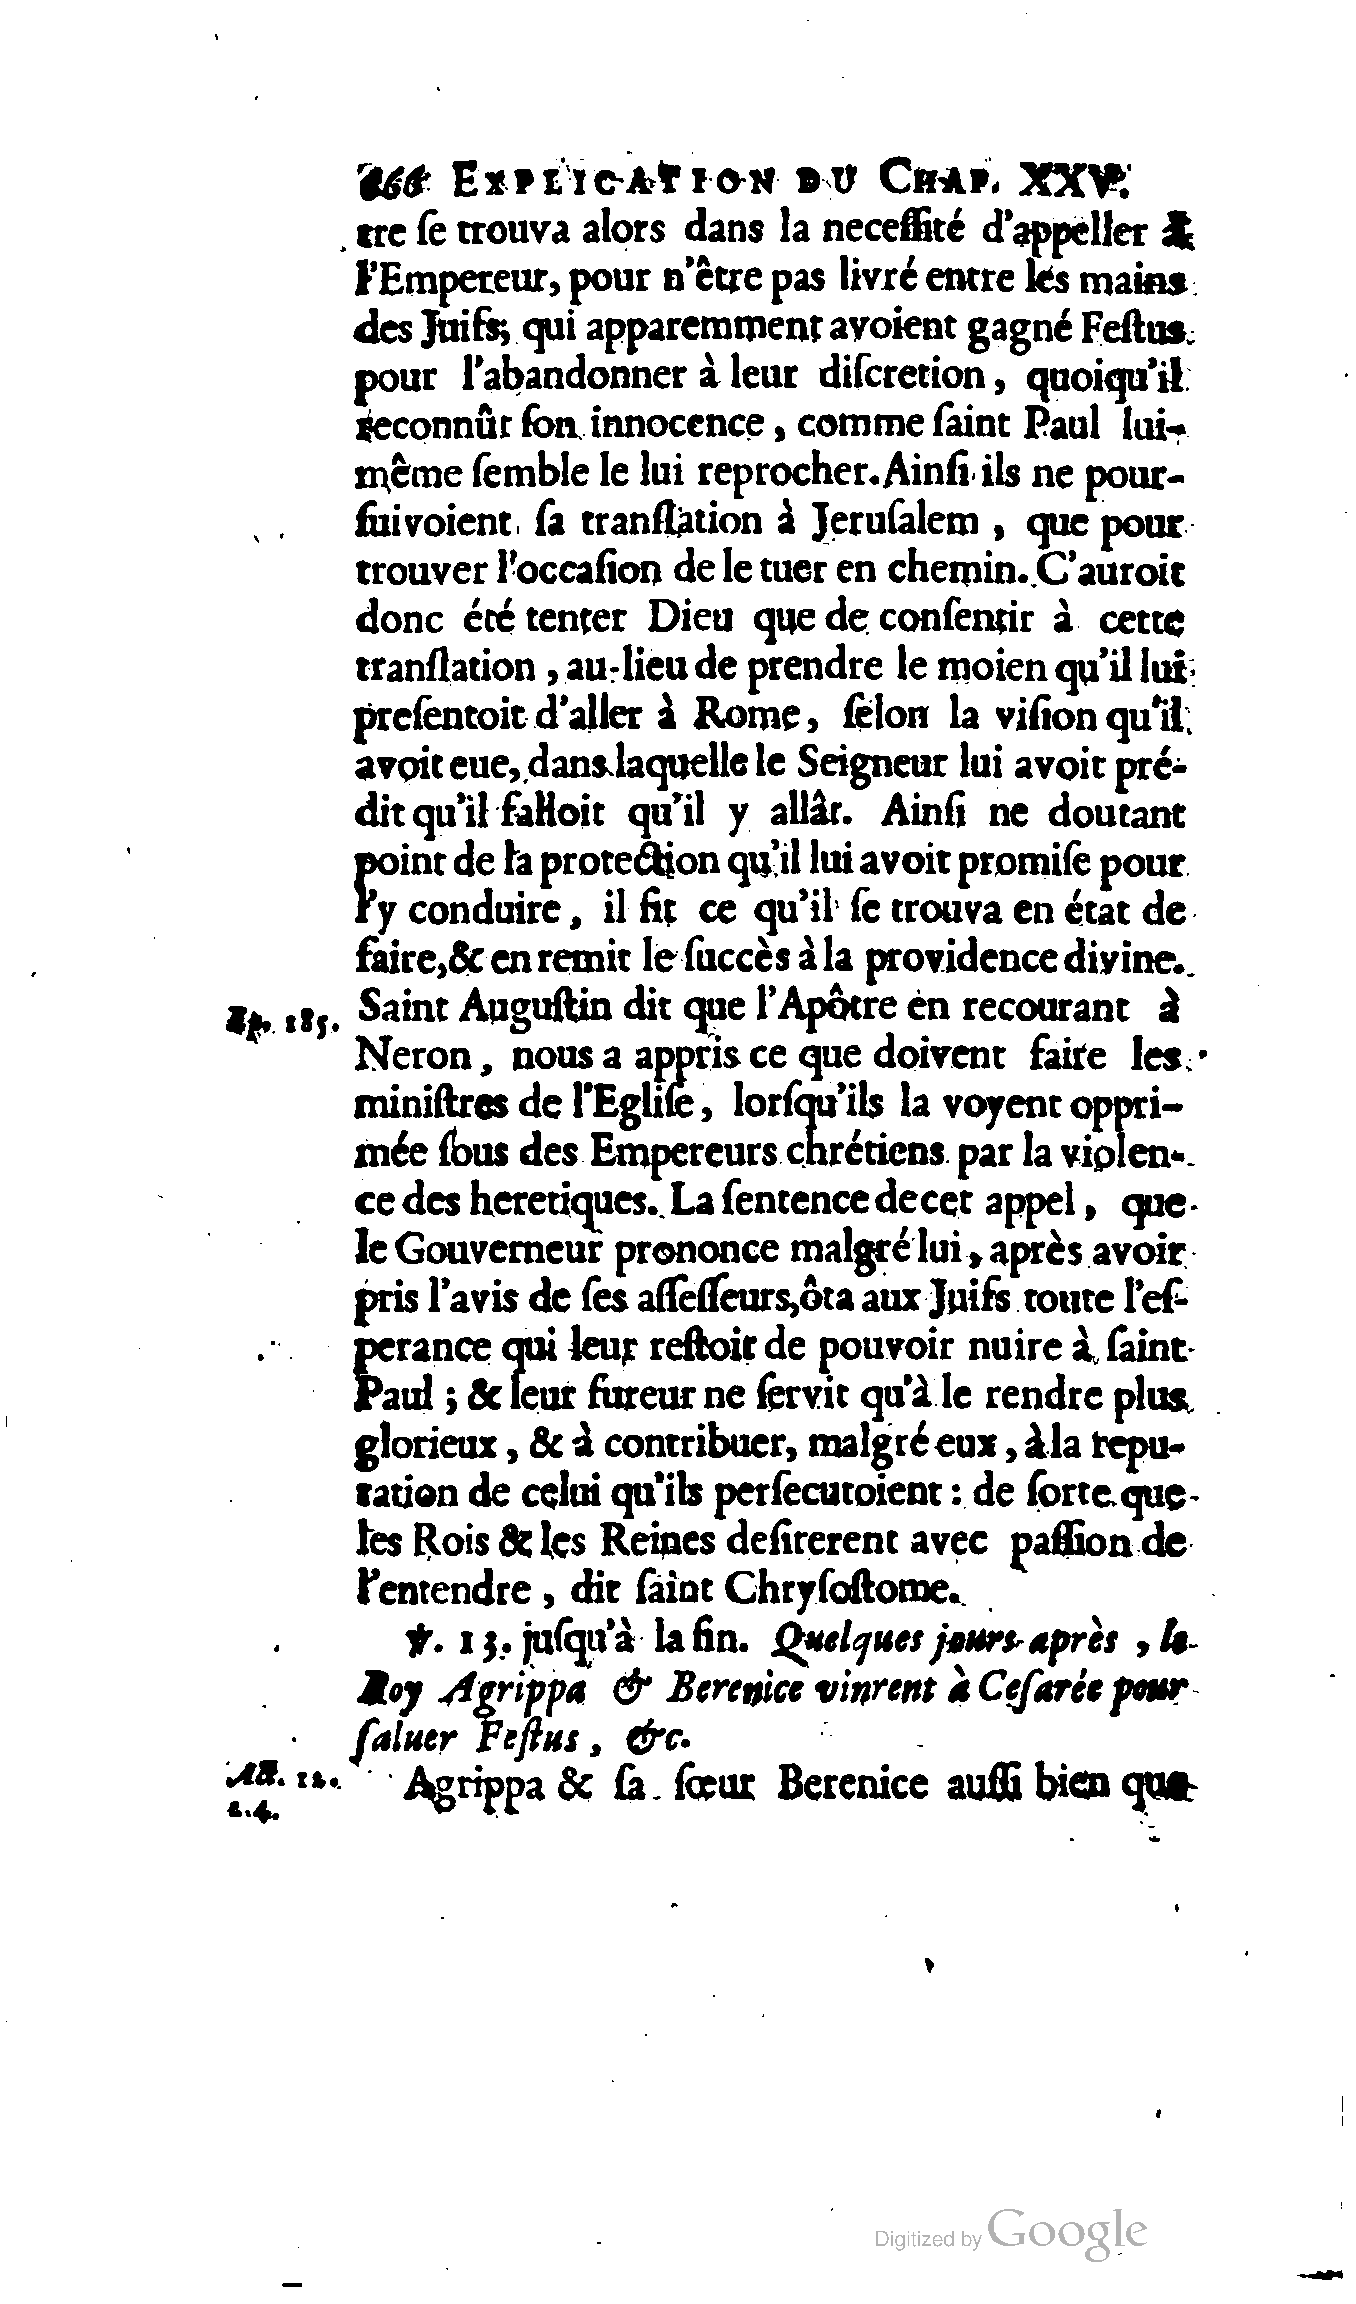 266 EXPLICATION DU CHAP. XXV.
tre ſe trouva alors dans la neceſſité d'appeller à
l'Empereur, pour n'être pas livré entre les mains
des Juifs; qui apparemment avoient gagné Feſtus
pour l'abandonner à leur diſcretion, quoiqu'il
reconnût ſon innocence, comme ſaint Paul lui-
même ſemble le lui reprocher. Ainſi ils ne pour-
ſuivoient ſa tranſlation à Jeruſalem, que pour
trouver l'occaſion de le tuer en chemin. C'auroit
donc été tenter Dieu que de conſentir à cette
tranſlation, au-lieu de prendre le moien qu'il lui
preſentoit d'aller à Rome, ſelon la viſion qu'il
avoit eue, dans laquelle le Seigneur lui avoit pré-
dit qu'il falloit qu'il y allât. Ainſi ne doutant
point de la protection qu'il lui avoit promiſe pour
l'y conduire, il fit ce qu'il ſe trouva en état de
faire, & en remit le ſuccès à la providence divine.
Ep. 185. Saint Auguſtin dit que l'Apôtre en recourant à
Neron, nous a appris ce que doivent faire les
miniſtres de l'Egliſe, lorſqu'ils la voyent oppri-
mée ſous des Empereurs chrétiens par la violen-
ce des heretiques. La ſentence de cet appel, que
le Gouverneur prononce malgré lui, après avoir
pris l'avis de ſes aſſeſſeurs, ôta aux Juifs toute l'eſ-
perance qui leur reſtoit de pouvoir nuire à ſaint
Paul; & leur fureur ne ſervit qu'à le rendre plus
glorieux, & à contribuer, malgré eux, à la repu-
tation de celui qu'ils perſecutoient: de ſorte que
les Rois & les Reines deſirerent avec paſſion de
l'entendre, dit ſaint Chryſoſtome.
℣. 13. juſqu'à la fin. Quelques jours après, le
Roy Agrippa & Berenice vinrent à Ceſarée pour
ſaluer Feſtus, &c.
Act. 12. Agrippa & ſa ſœur Berenice auſſi bien que
2.4.
Digitized by Google